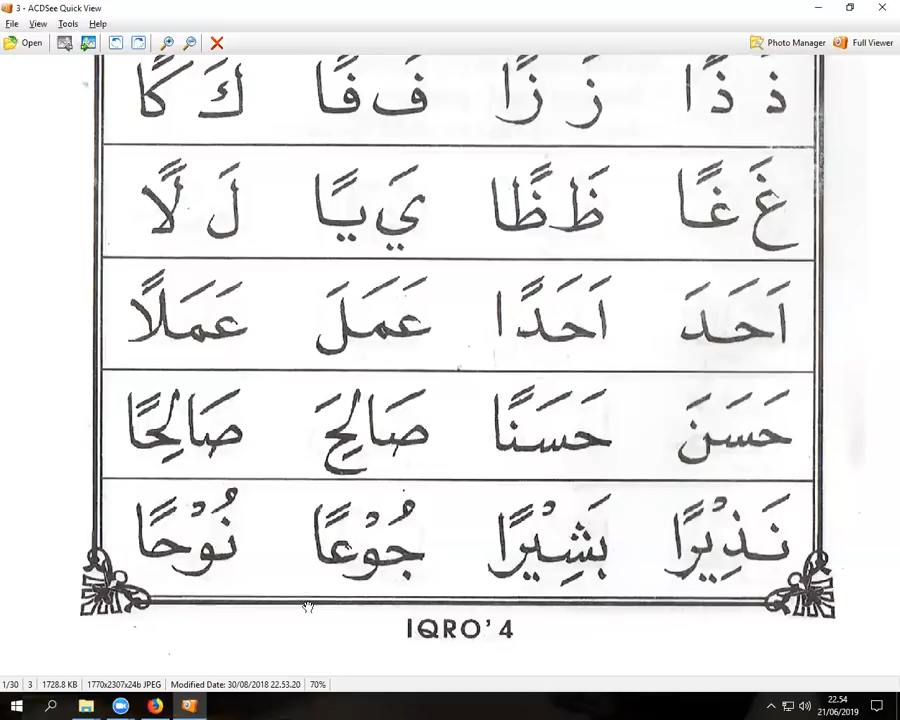 3 - ACDSee Quick View
File View Tools Help
Open Photo Manager Full Viewer
ذَ ذًا زَ زًا فَ فًا كَ كًا
غَ غًا ظَ ظًا يَ يًا لَ لًا
اَحَدَ اَحَدًا عَمَلَ عَمَلًا
حَسَنَ حَسَنًا صَالِحَ صَالِحًا
نَذِيْرًا بَشِيْرًا جُوْعًا نُوْحًا
IQRO' 4
1/30 3 1728.8 KB 1770x2307x24b JPEG Modified Date: 30/08/2018 22.53.20 70%
22.54
21/06/2019